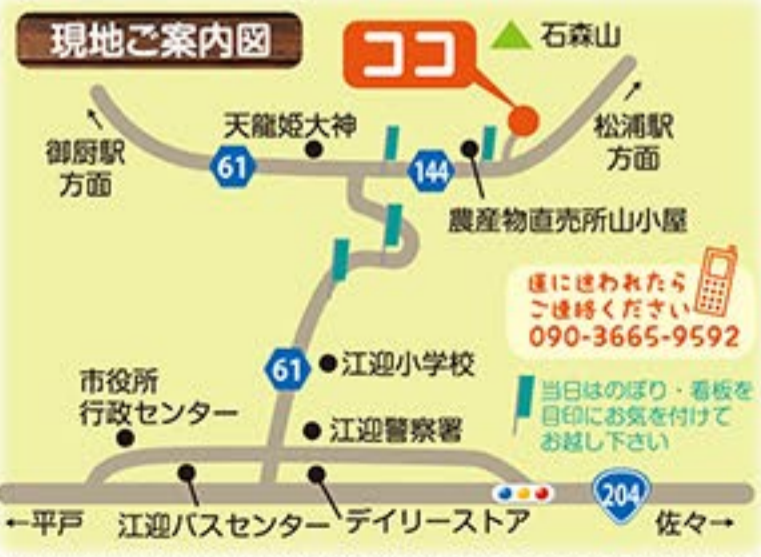 現地ご案内図
ココ
石森山
天龍姫大神
松浦駅
方面
御厨駅
方面
61
144
農産物直売所山小屋
道に迷われたら
ご連絡ください
090-3665-9592
61
江迎小学校
当日はのぼり・看板を
目印にお気を付けて
お越し下さい
市役所
行政センター
江迎警察署
204
←平戸
江迎バスセンター
デイリーストア
佐々→